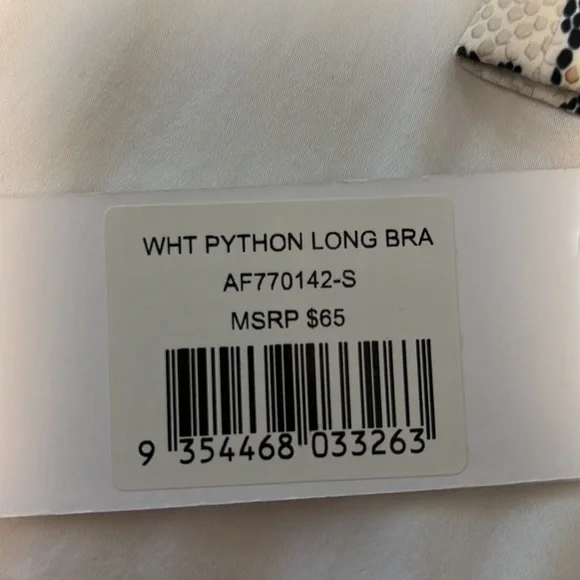 WHT PYTHON LONG BRA
AF770142-S
MSRP $65
9 354468 033263